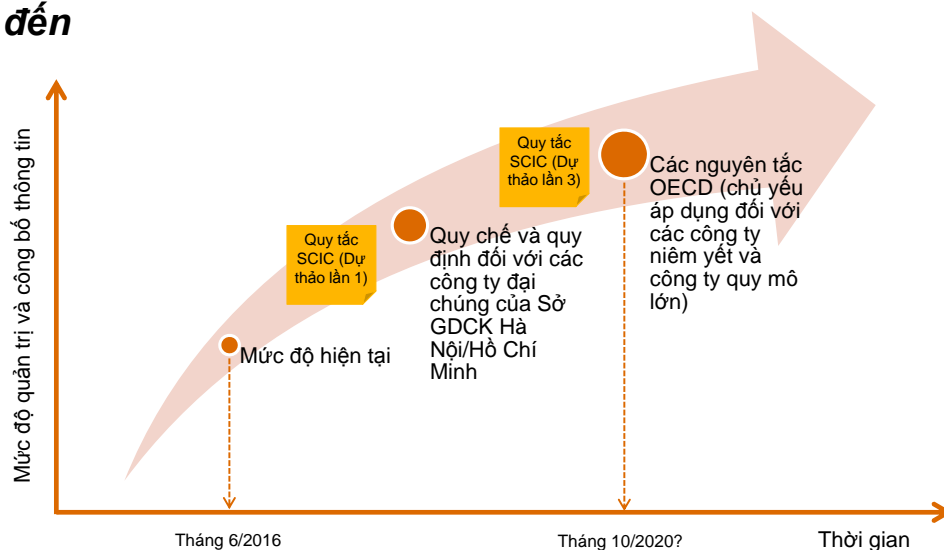 đến
Mức độ quản trị và công bố thông tin
Quy tắc
SCIC (Dự
thảo lần 3)
Các nguyên tắc
OECD (chủ yếu
áp dụng đối với
các công ty
niêm yết và
công ty quy mô
lớn)
Quy tắc
SCIC (Dự
thảo lần 1)
Quy chế và quy
định đối với các
công ty đại
chúng của Sở
GDCK Hà
Nội/Hồ Chí
Minh
Mức độ hiện tại
Tháng 6/2016
Tháng 10/2020?
Thời gian